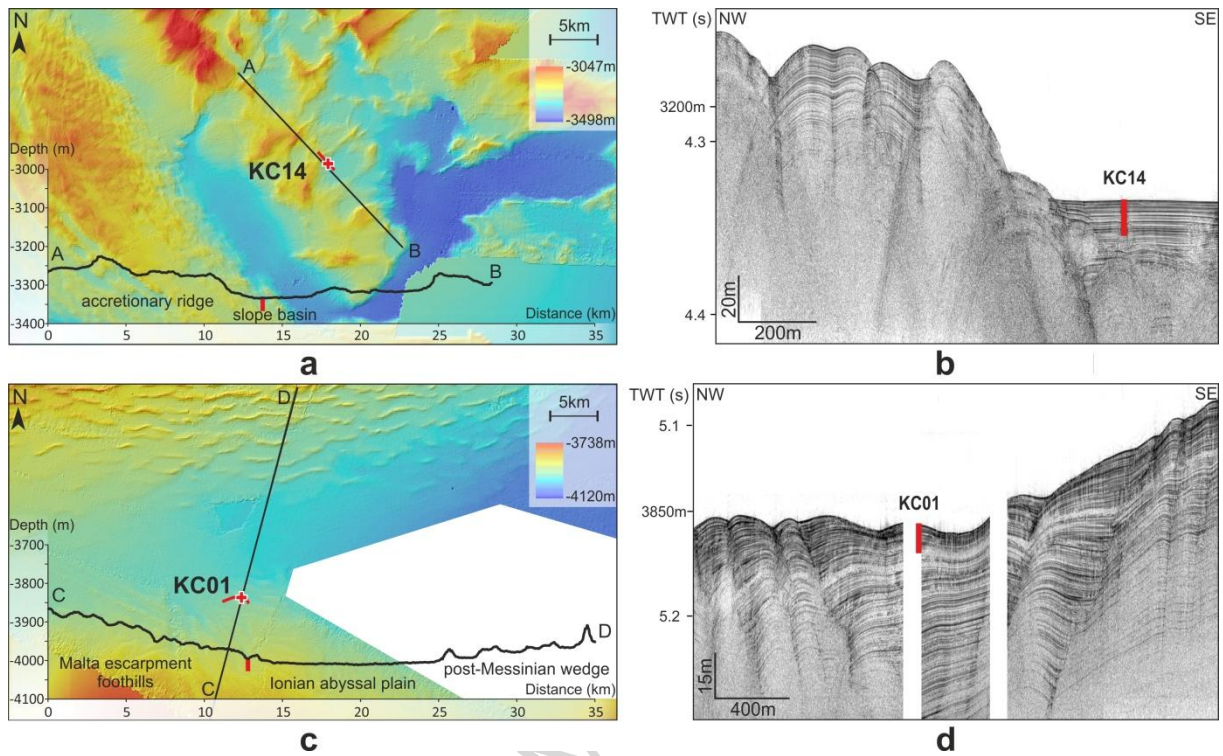 N
5km
-3047m
-3498m
A
KC14
Depth (m)
-3000
-3100
-3200
-3300
-3400
B
A
B
accretionary ridge
slope basin
Distance (km)
0 5 10 15 20 25 30 35
a
TWT (s) NW SE
3200m
4.3
KC14
4.4
20m
200m
b
N
5km
D
-3738m
-4120m
Depth (m)
-3700
-3800
-3900
-4000
-4100
KC01
C
D
Malta escarpment
foothills
Ionian abyssal plain
post-Messinian wedge
C
Distance (km)
0 5 10 15 20 25 30 35
c
TWT (s) NW SE
5.1
KC01
3850m
5.2
15m
400m
d